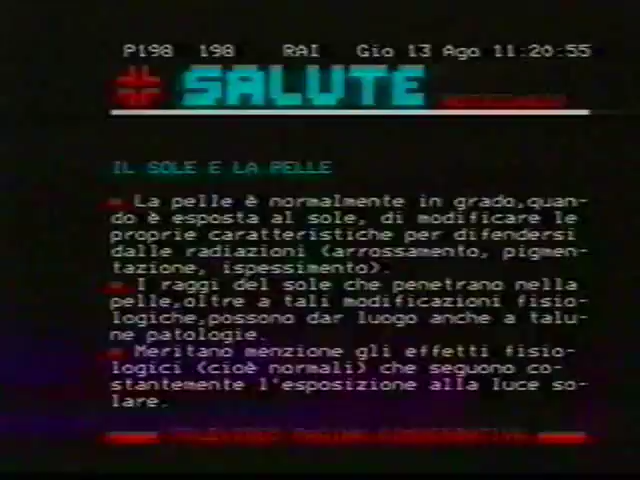 P198 198 RAI Gio 13 Ago 11:20:55
SALUTE
IL SOLE E LA PELLE
La pelle è normalmente in grado,quan-
do è esposta al sole, di modificare le
proprie caratteristiche per difendersi
dalle radiazioni (arrossamento, pigmen-
tazione, ispessimento).
I raggi del sole che penetrano nella
pelle,oltre a tali modificazioni fisio-
logiche,possono dar luogo anche a talu-
ne patologie.
Meritano menzione gli effetti fisio-
logici (cioè normali) che seguono co-
stantemente l'esposizione alla luce so-
lare.